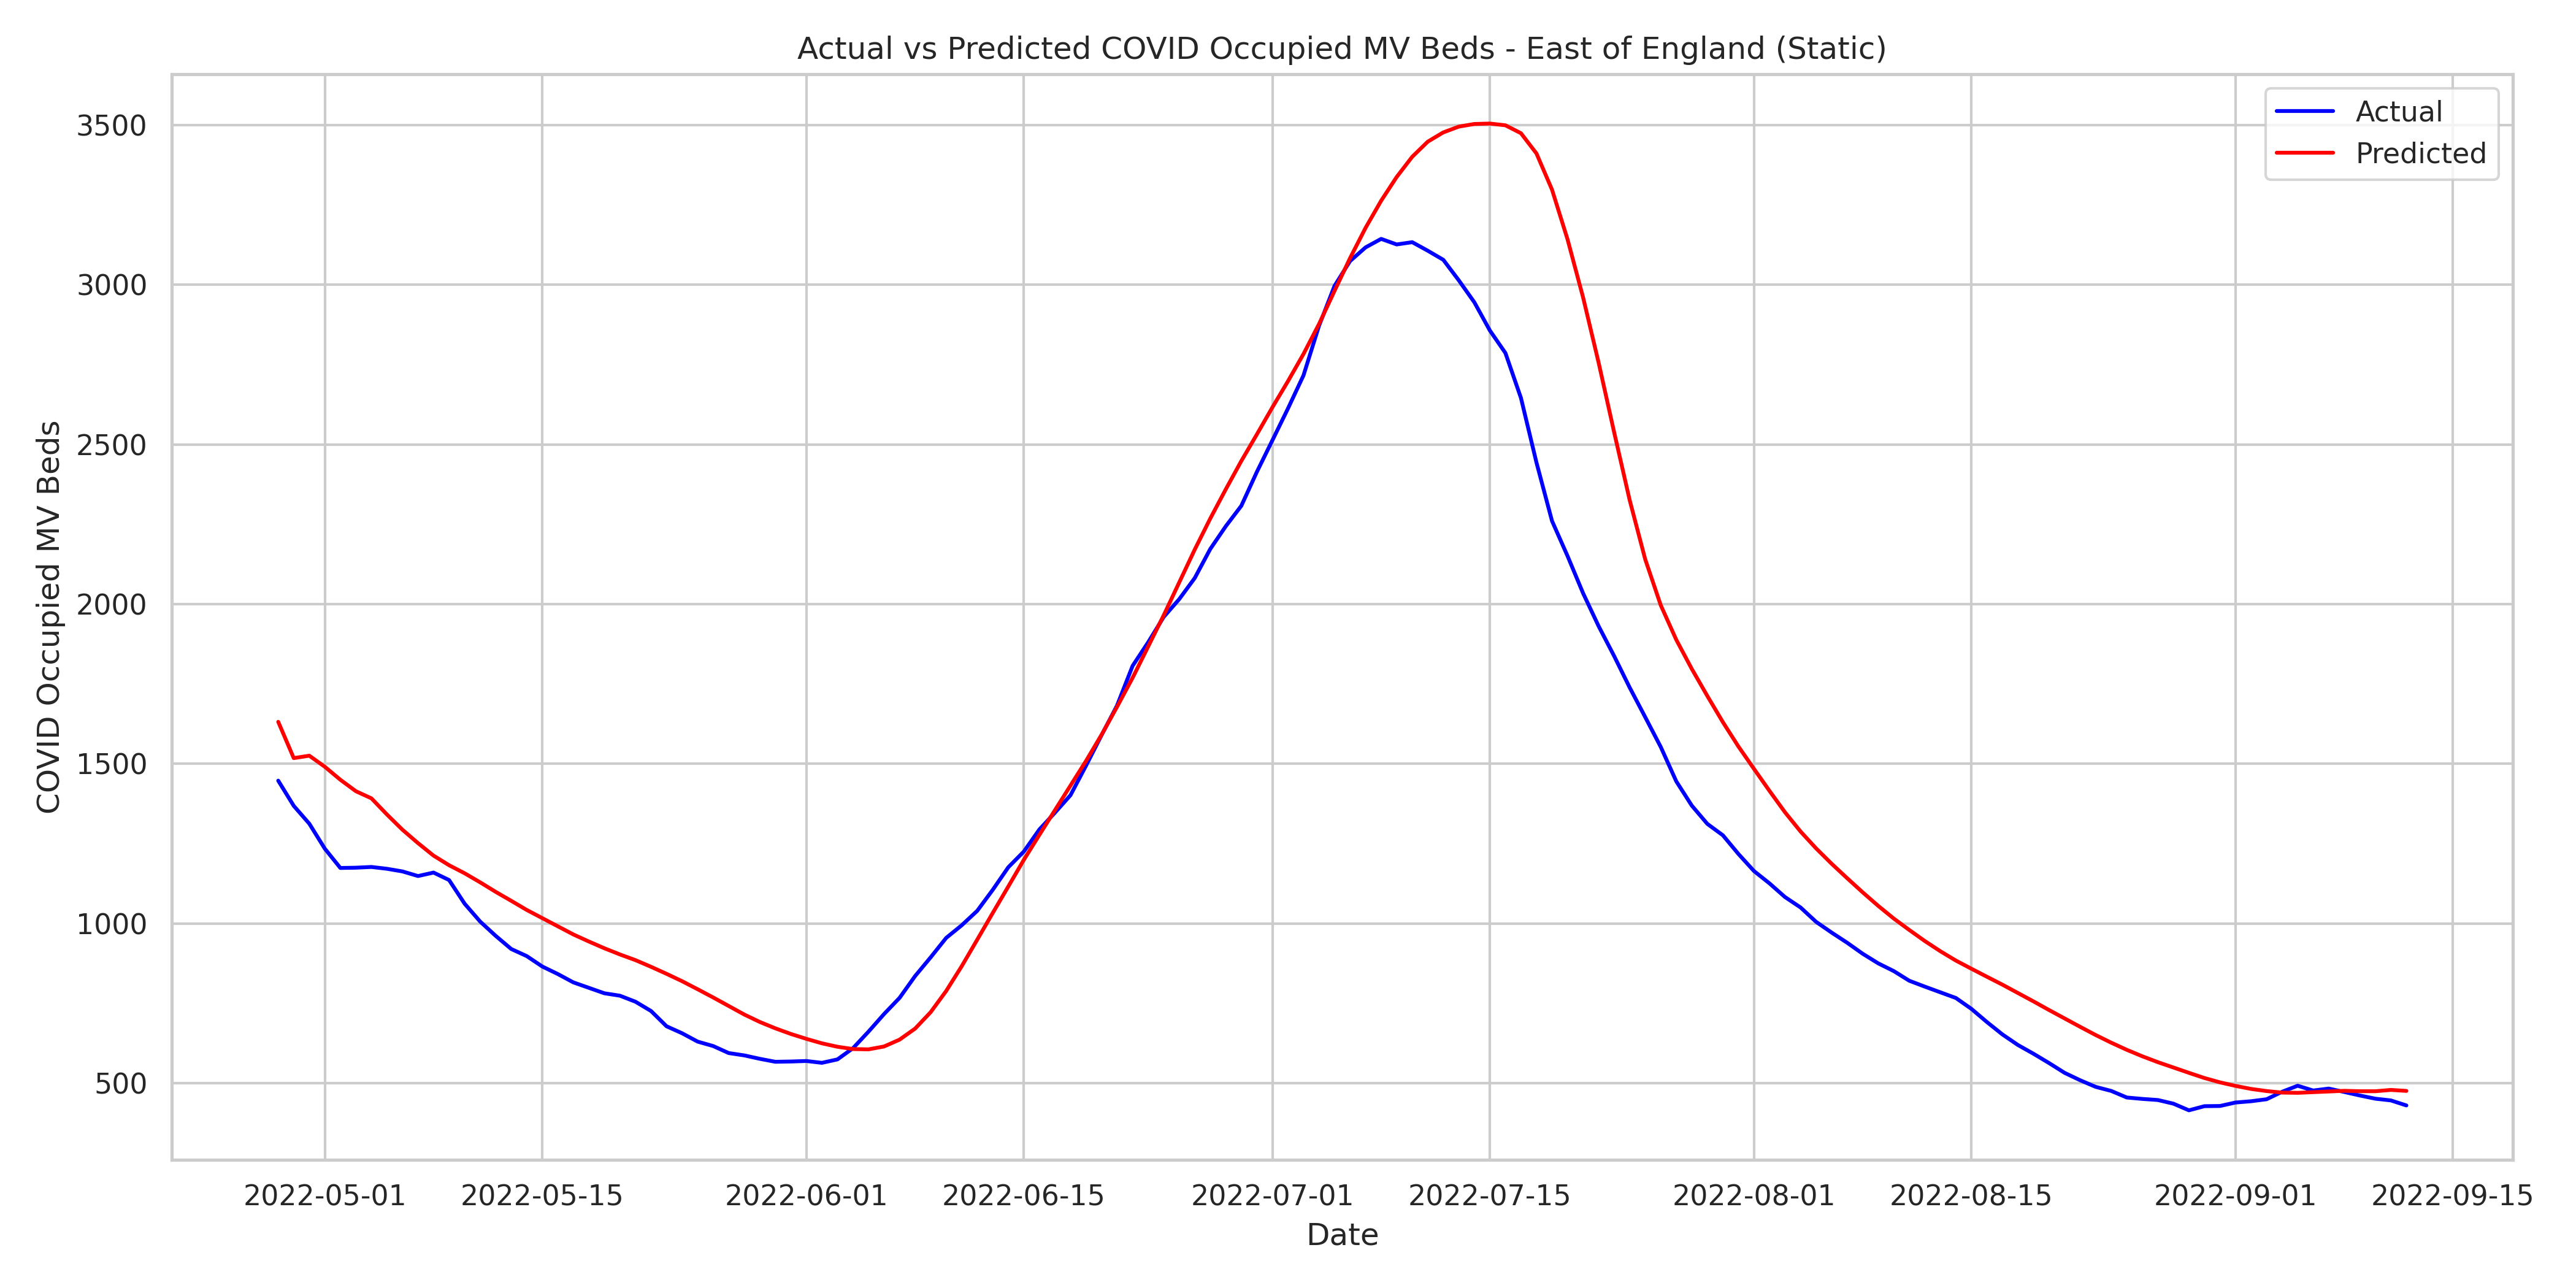 Actual vs Predicted COVID Occupied MV Beds - East of England (Static)
Actual
Predicted
COVID Occupied MV Beds
3500
3000
2500
2000
1500
1000
500
2022-05-01 2022-05-15 2022-06-01 2022-06-15 2022-07-01 2022-07-15 2022-08-01 2022-08-15 2022-09-01 2022-09-15
Date